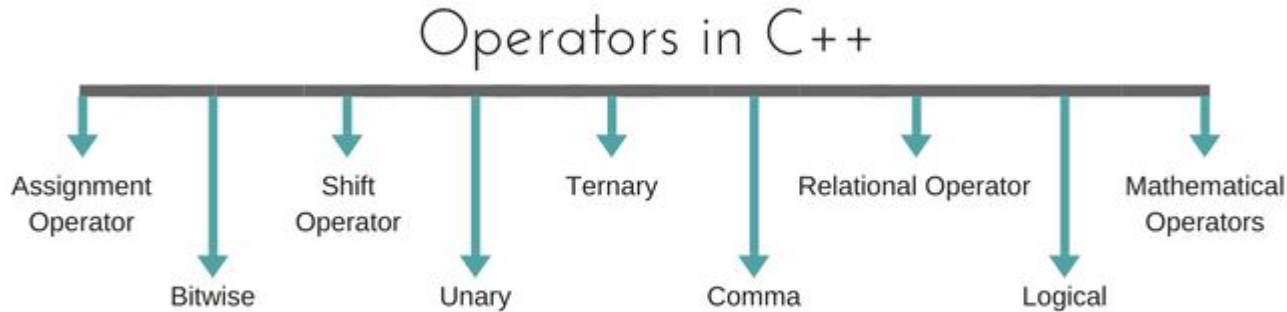 Operators in C++
Assignment
Operator
Bitwise
Shift
Operator
Unary
Ternary
Comma
Relational Operator
Logical
Mathematical
Operators